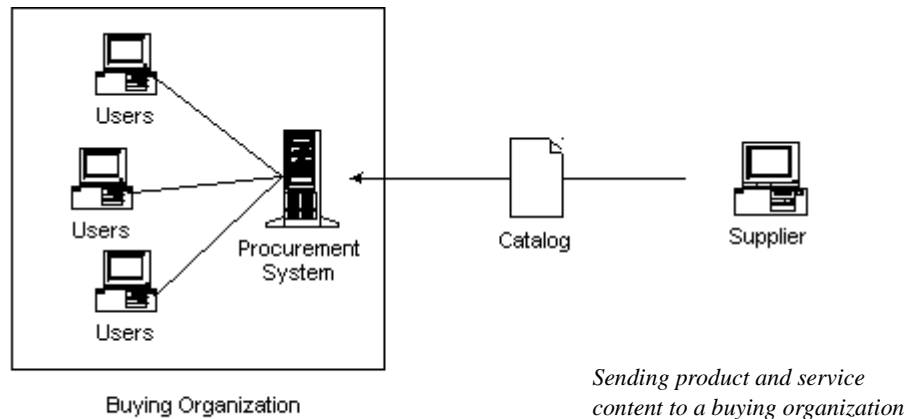 Users
Users
Users
Procurement
System
Catalog
Supplier
Buying Organization
Sending product and service
content to a buying organization